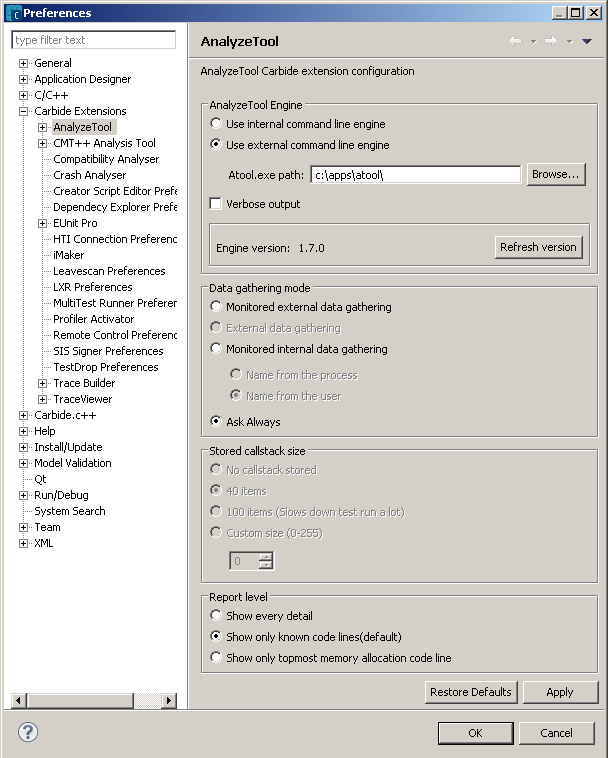 Preferences
type filter text
General
Application Designer
C/C++
Carbide Extensions
AnalyzeTool
CMT++ Analysis Tool
Compatibility Analyser
Crash Analyser
Creator Script Editor Prefe
Dependecy Explorer Prefe
EUnit Pro
HTI Connection Preferenc
iMaker
Leavescan Preferences
LXR Preferences
MultiTest Runner Preferer
Profiler Activator
Remote Control Preferenc
SIS Signer Preferences
TestDrop Preferences
Trace Builder
TraceViewer
Carbide.c++
Help
Install/Update
Model Validation
Qt
Run/Debug
System Search
Team
XML
AnalyzeTool
AnalyzeTool Carbide extension configuration
AnalyzeTool Engine
Use internal command line engine
Use external command line engine
Atool.exe path: c:\apps\atool\ Browse...
Verbose output
Engine version: 1.7.0 Refresh version
Data gathering mode
Monitored external data gathering
External data gathering
Monitored internal data gathering
Name from the process
Name from the user
Ask Always
Stored callstack size
No callstack stored
40 items
100 items (Slows down test run a lot)
Custom size (0-255)
0
Report level
Show every detail
Show only known code lines(default)
Show only topmost memory allocation code line
Restore Defaults Apply
? OK Cancel